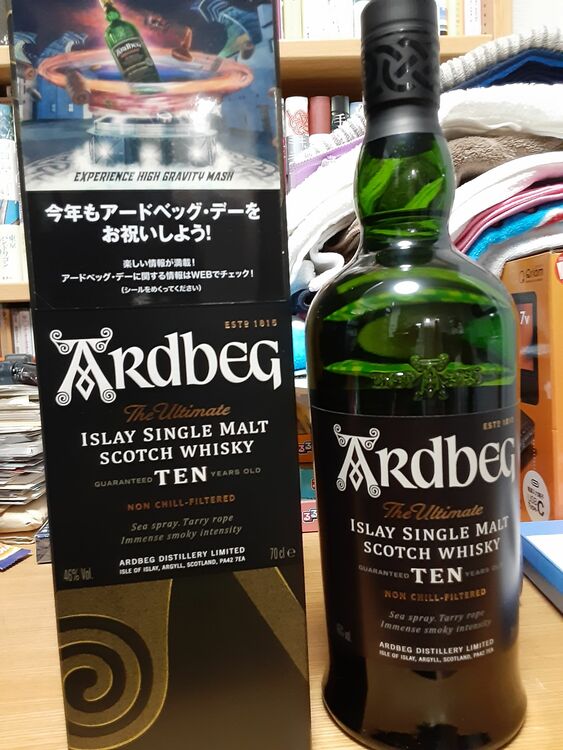 Ardbeg
EXPERIENCE HIGH GRAVITY MASH
今年もアードベッグ・デーを
お祝いしよう!
楽しい情報が満載!
アードベッグ・デーに関する情報はWEBでチェック!
(シールをめくってください)
ESTD 1815
ARDBEG
The Ultimate
ISLAY SINGLE MALT
SCOTCH WHISKY
GUARANTEED TEN YEARS OLD
NON CHILL-FILTERED
Sea spray. Tarry rope
Immense smoky intensity
ARDBEG DISTILLERY LIMITED
ISLE OF ISLAY, ARGYLL, SCOTLAND, PA42 7EA
46% Vol.
70 cl e
ARDBEG
ESTD 1815
ARDBEG
The Ultimate
ISLAY SINGLE MALT
SCOTCH WHISKY
GUARANTEED TEN YEARS OLD
NON CHILL-FILTERED
Sea spray. Tarry rope
Immense smoky intensity
ARDBEG DISTILLERY LIMITED
ISLE OF ISLAY, ARGYLL, SCOTLAND, PA42 7EA
Owltech
7v